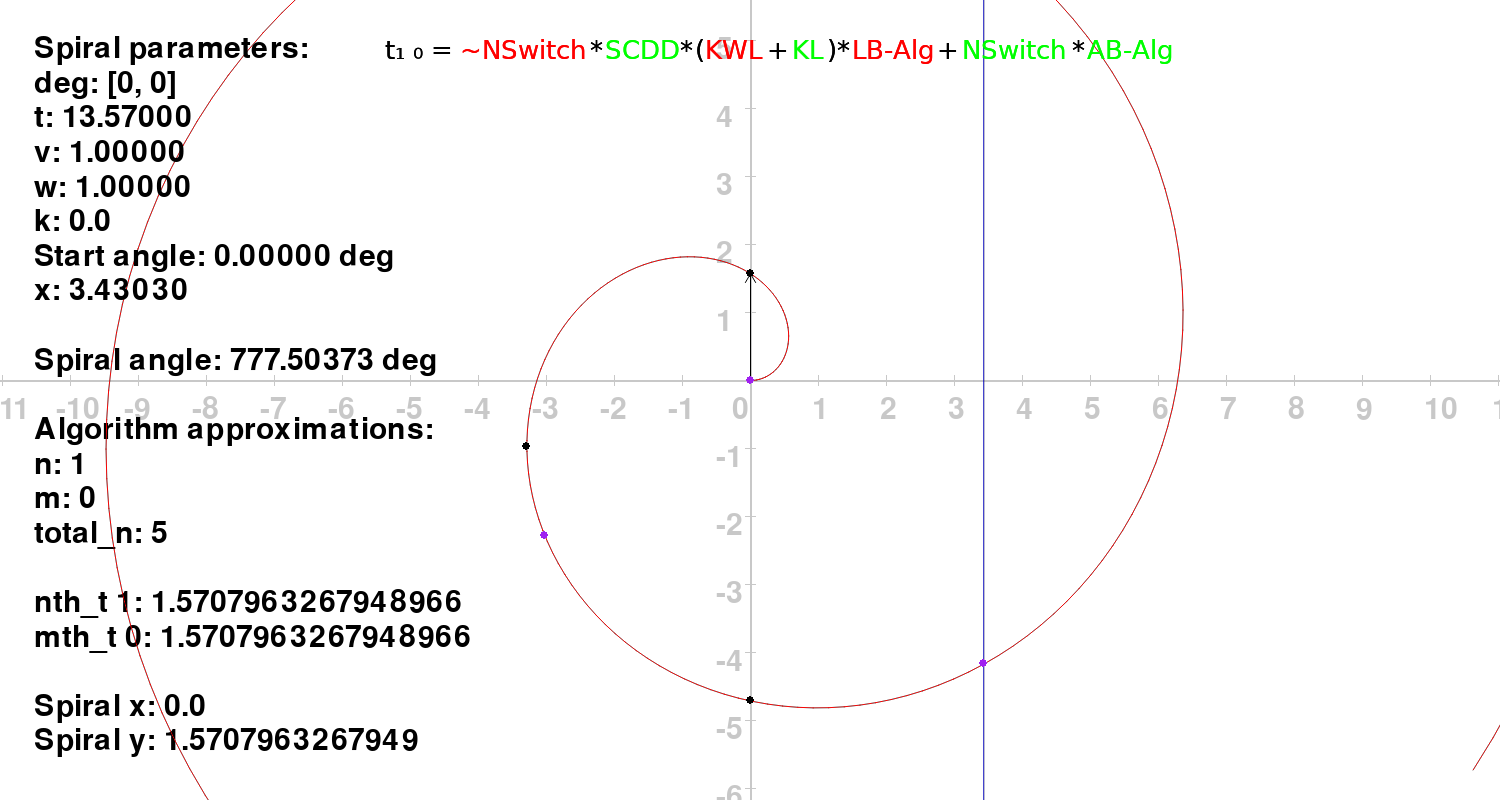 Spiral parameters:
t₁ ₀ = ~NSwitch*SCDD*(KWL+KL)*LB-Alg+NSwitch*AB-Alg
deg: [0, 0]
t: 13.57000
v: 1.00000
w: 1.00000
k: 0.0
Start angle: 0.00000 deg
x: 3.43030
Spiral angle: 777.50373 deg
Algorithm approximations:
n: 1
m: 0
total_n: 5
nth_t 1: 1.5707963267948966
mth_t 0: 1.5707963267948966
Spiral x: 0.0
Spiral y: 1.5707963267949
5
4
3
2
1
11 -10 -9 -8 -7 -6 -5 -4 -3 -2 -1 0 1 2 3 4 5 6 7 8 9 10 1
-1
-2
-3
-4
-5
-6